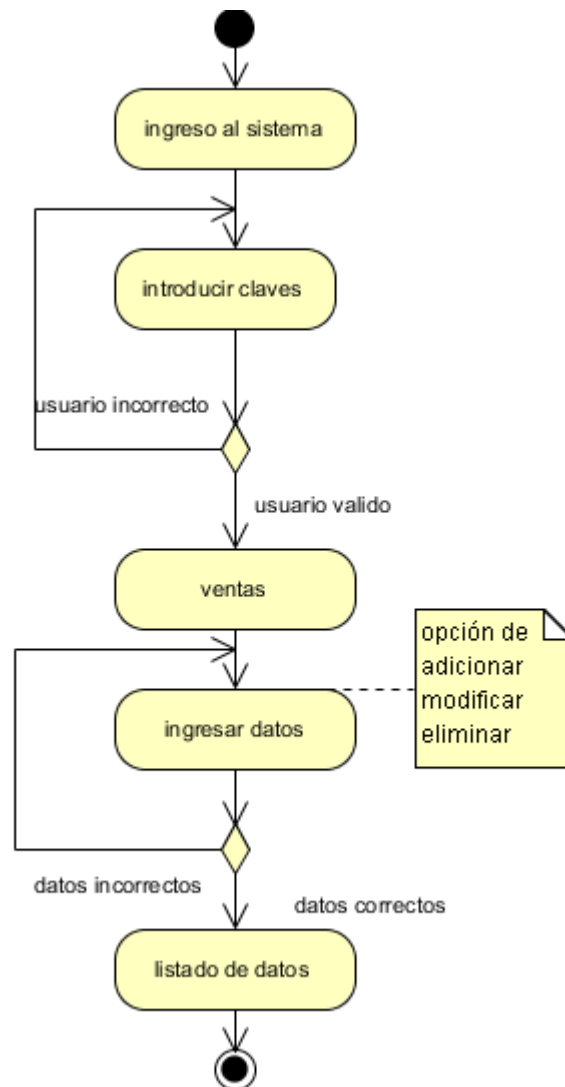 ingreso al sistema
introducir claves
usuario incorrecto
usuario valido
ventas
opción de
adicionar
modificar
eliminar
ingresar datos
datos incorrectos
datos correctos
listado de datos